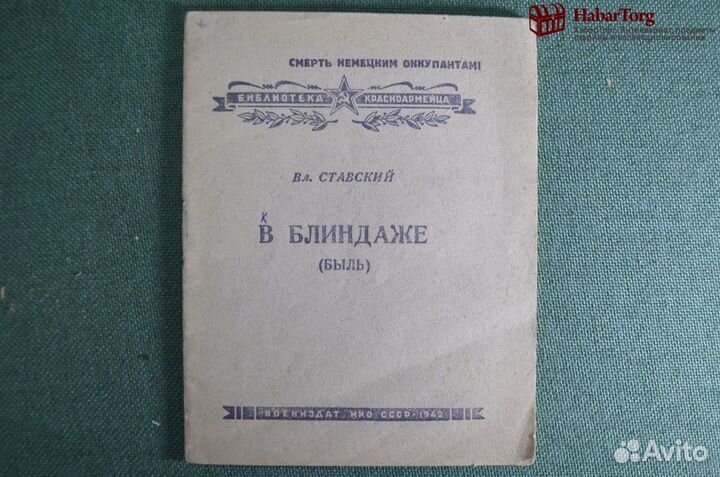 HabarTorg
СМЕРТЬ НЕМЕЦКИМ ОККУПАНТАМ!
БИБЛИОТЕКА КРАСНОАРМЕЙЦА
Вл. СТАВСКИЙ
К
В БЛИНДАЖЕ
(БЫЛЬ)
ВОЕНИЗДАТ НКО СССР-1942
Avito